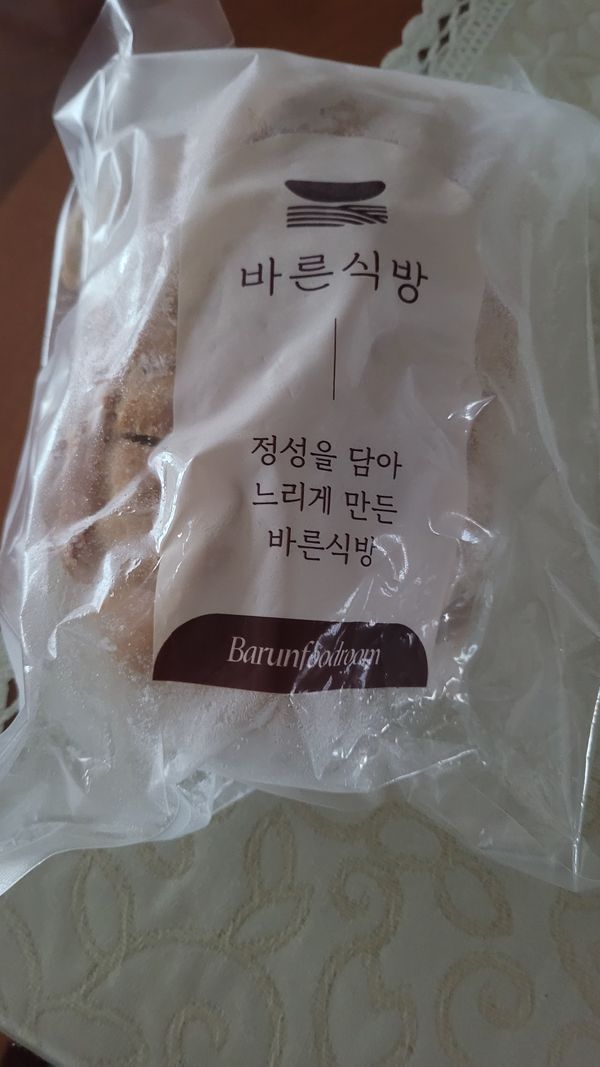 바른식방
정성을 담아
느리게 만든
바른식방
Barunfoodroom